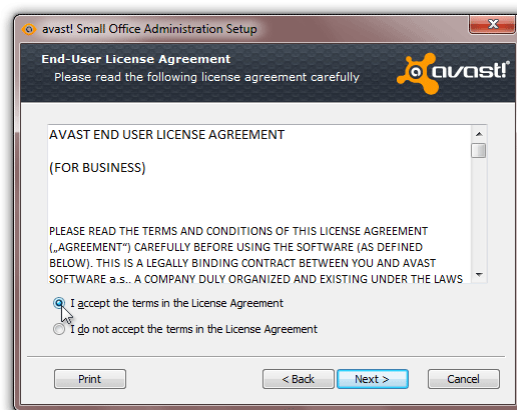 avast! Small Office Administration Setup
End-User License Agreement
Please read the following license agreement carefully
avast!
AVAST END USER LICENSE AGREEMENT
(FOR BUSINESS)
PLEASE READ THE TERMS AND CONDITIONS OF THIS LICENSE AGREEMENT
(„AGREEMENT“) CAREFULLY BEFORE USING THE SOFTWARE (AS DEFINED
BELOW). THIS IS A LEGALLY BINDING CONTRACT BETWEEN YOU AND AVAST
SOFTWARE a.s.. A COMPANY DULY ORGANIZED AND EXISTING UNDER THE LAWS
I accept the terms in the License Agreement
I do not accept the terms in the License Agreement
Print
< Back
Next >
Cancel